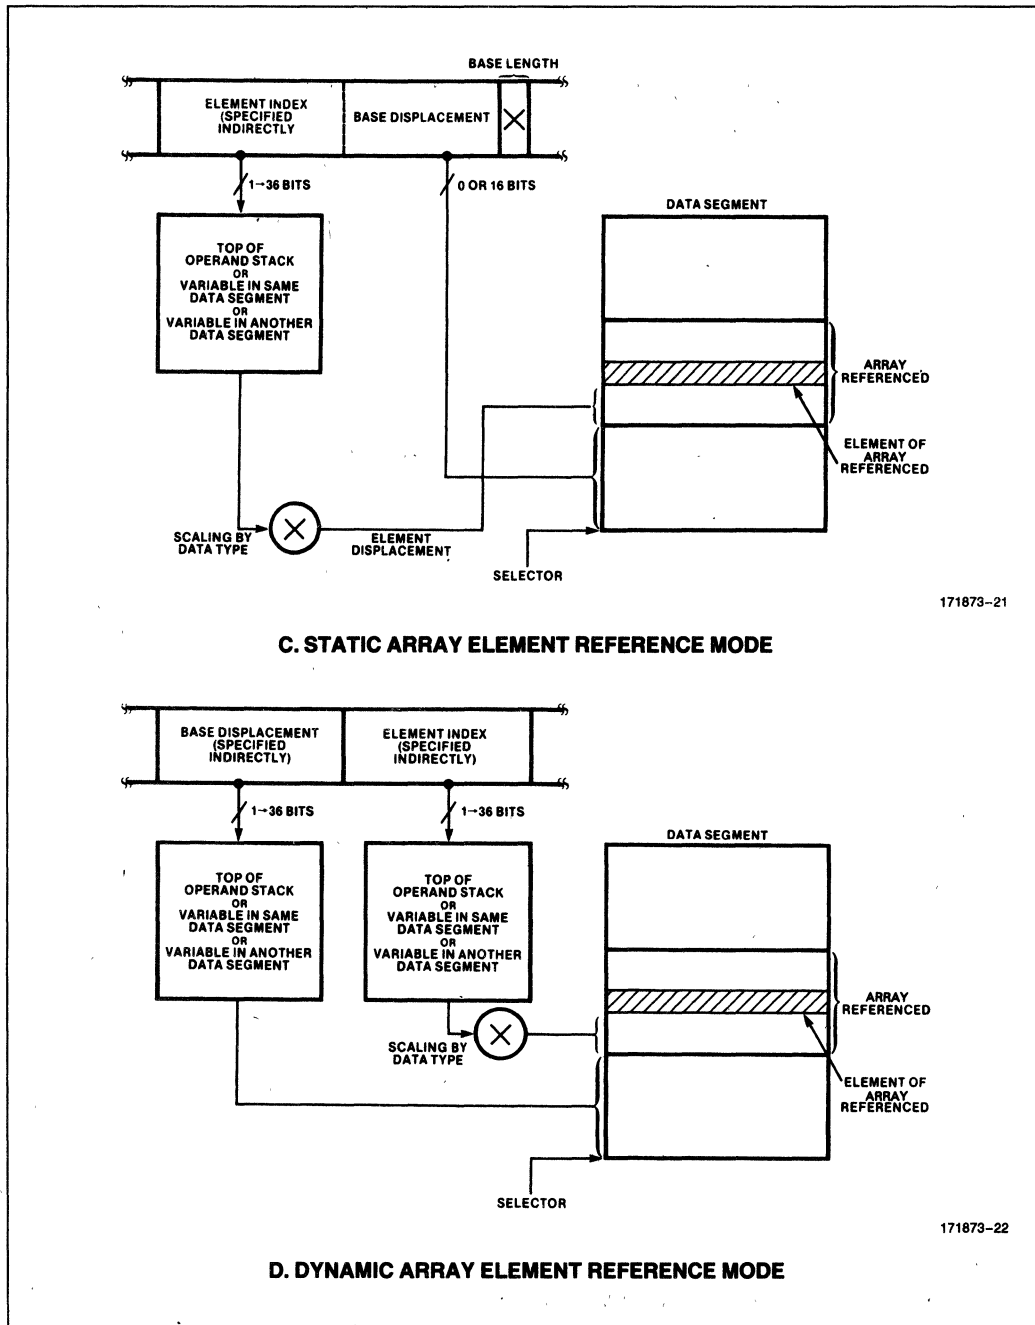 BASE LENGTH
ELEMENT INDEX
(SPECIFIED
INDIRECTLY
BASE DISPLACEMENT
1→36 BITS
0 OR 16 BITS
DATA SEGMENT
TOP OF
OPERAND STACK
OR
VARIABLE IN SAME
DATA SEGMENT
OR
VARIABLE IN ANOTHER
DATA SEGMENT
ARRAY
REFERENCED
ELEMENT OF
ARRAY
REFERENCED
SCALING BY
DATA TYPE
ELEMENT
DISPLACEMENT
SELECTOR
171873-21
C. STATIC ARRAY ELEMENT REFERENCE MODE
BASE DISPLACEMENT
(SPECIFIED
INDIRECTLY)
ELEMENT INDEX
(SPECIFIED
INDIRECTLY)
1→36 BITS
1→36 BITS
DATA SEGMENT
TOP OF
OPERAND STACK
OR
VARIABLE IN SAME
DATA SEGMENT
OR
VARIABLE IN ANOTHER
DATA SEGMENT
TOP OF
OPERAND STACK
OR
VARIABLE IN SAME
DATA SEGMENT
OR
VARIABLE IN ANOTHER
DATA SEGMENT
ARRAY
REFERENCED
SCALING BY
DATA TYPE
ELEMENT OF
ARRAY
REFERENCED
SELECTOR
171873-22
D. DYNAMIC ARRAY ELEMENT REFERENCE MODE